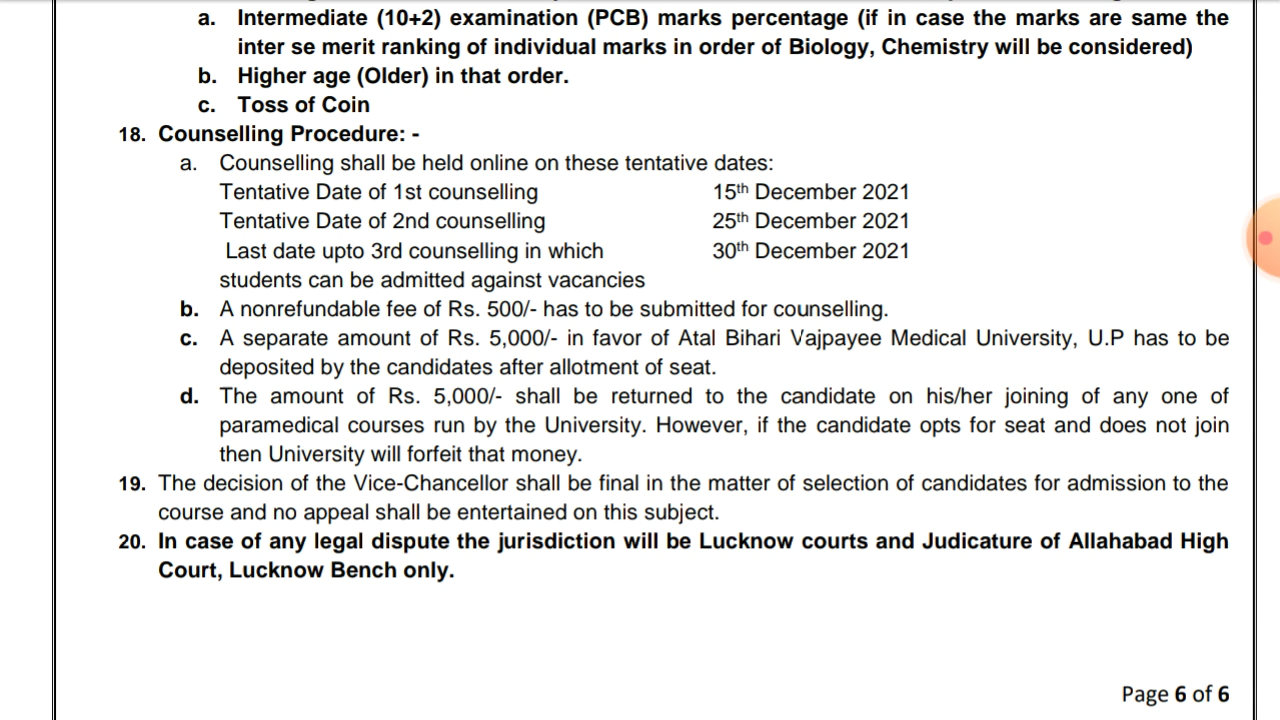 a. Intermediate (10+2) examination (PCB) marks percentage (if in case the marks are same the
inter se merit ranking of individual marks in order of Biology, Chemistry will be considered)
b. Higher age (Older) in that order.
c. Toss of Coin
18. Counselling Procedure: -
a. Counselling shall be held online on these tentative dates:
Tentative Date of 1st counselling 15th December 2021
Tentative Date of 2nd counselling 25th December 2021
Last date upto 3rd counselling in which 30th December 2021
students can be admitted against vacancies
b. A nonrefundable fee of Rs. 500/- has to be submitted for counselling.
c. A separate amount of Rs. 5,000/- in favor of Atal Bihari Vajpayee Medical University, U.P has to be
deposited by the candidates after allotment of seat.
d. The amount of Rs. 5,000/- shall be returned to the candidate on his/her joining of any one of
paramedical courses run by the University. However, if the candidate opts for seat and does not join
then University will forfeit that money.
19. The decision of the Vice-Chancellor shall be final in the matter of selection of candidates for admission to the
course and no appeal shall be entertained on this subject.
20. In case of any legal dispute the jurisdiction will be Lucknow courts and Judicature of Allahabad High
Court, Lucknow Bench only.
Page 6 of 6